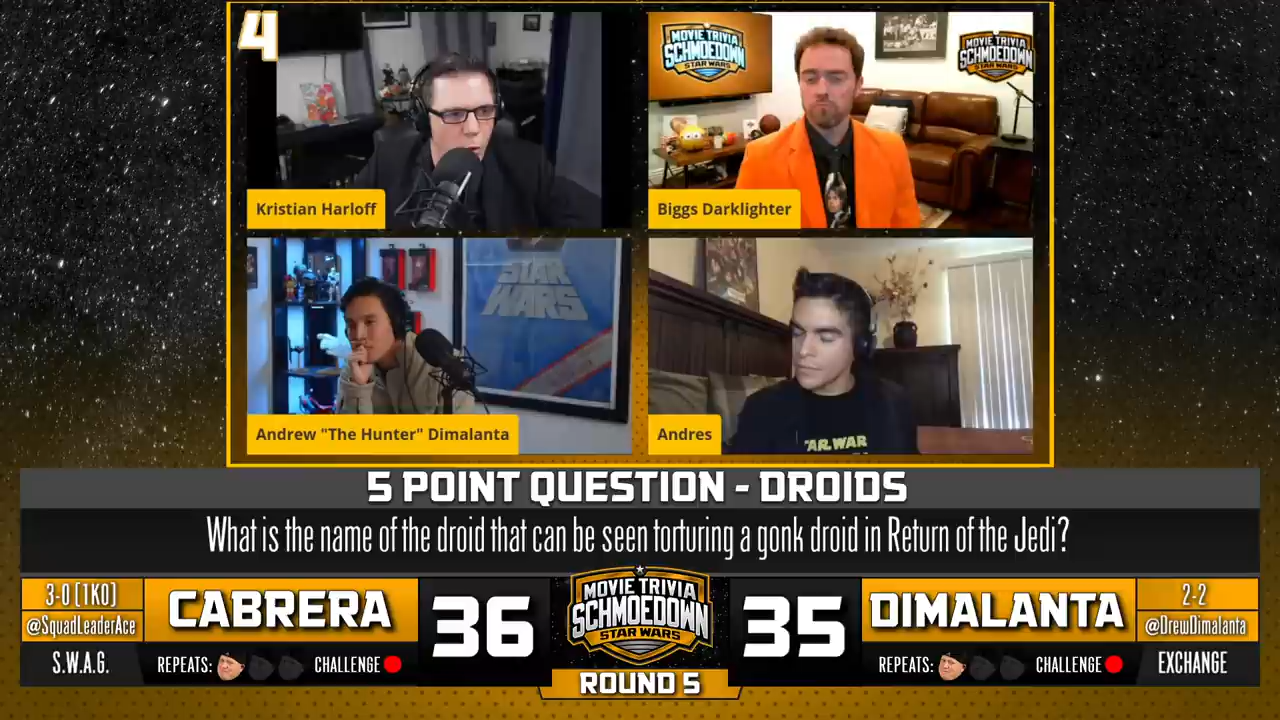 4
MOVIE TRIVIA
SCHMOEDOWN
STAR WARS
MOVIE TRIVIA
SCHMOEDOWN
STAR WARS
Kristian Harloff
Biggs Darklighter
STAR
WARS
AR WAR
Andrew "The Hunter" Dimalanta
Andres
5 POINT QUESTION - DROIDS
What is the name of the droid that can be seen torturing a gonk droid in Return of the Jedi?
3-0 (1KO)
@SquadLeaderAce
CABRERA
36
MOVIE TRIVIA
SCHMOEDOWN
STAR WARS
35
DIMALANTA
2-2
@DrewDimalanta
S.W.A.G.
REPEATS:
CHALLENGE
ROUND 5
REPEATS:
CHALLENGE
EXCHANGE